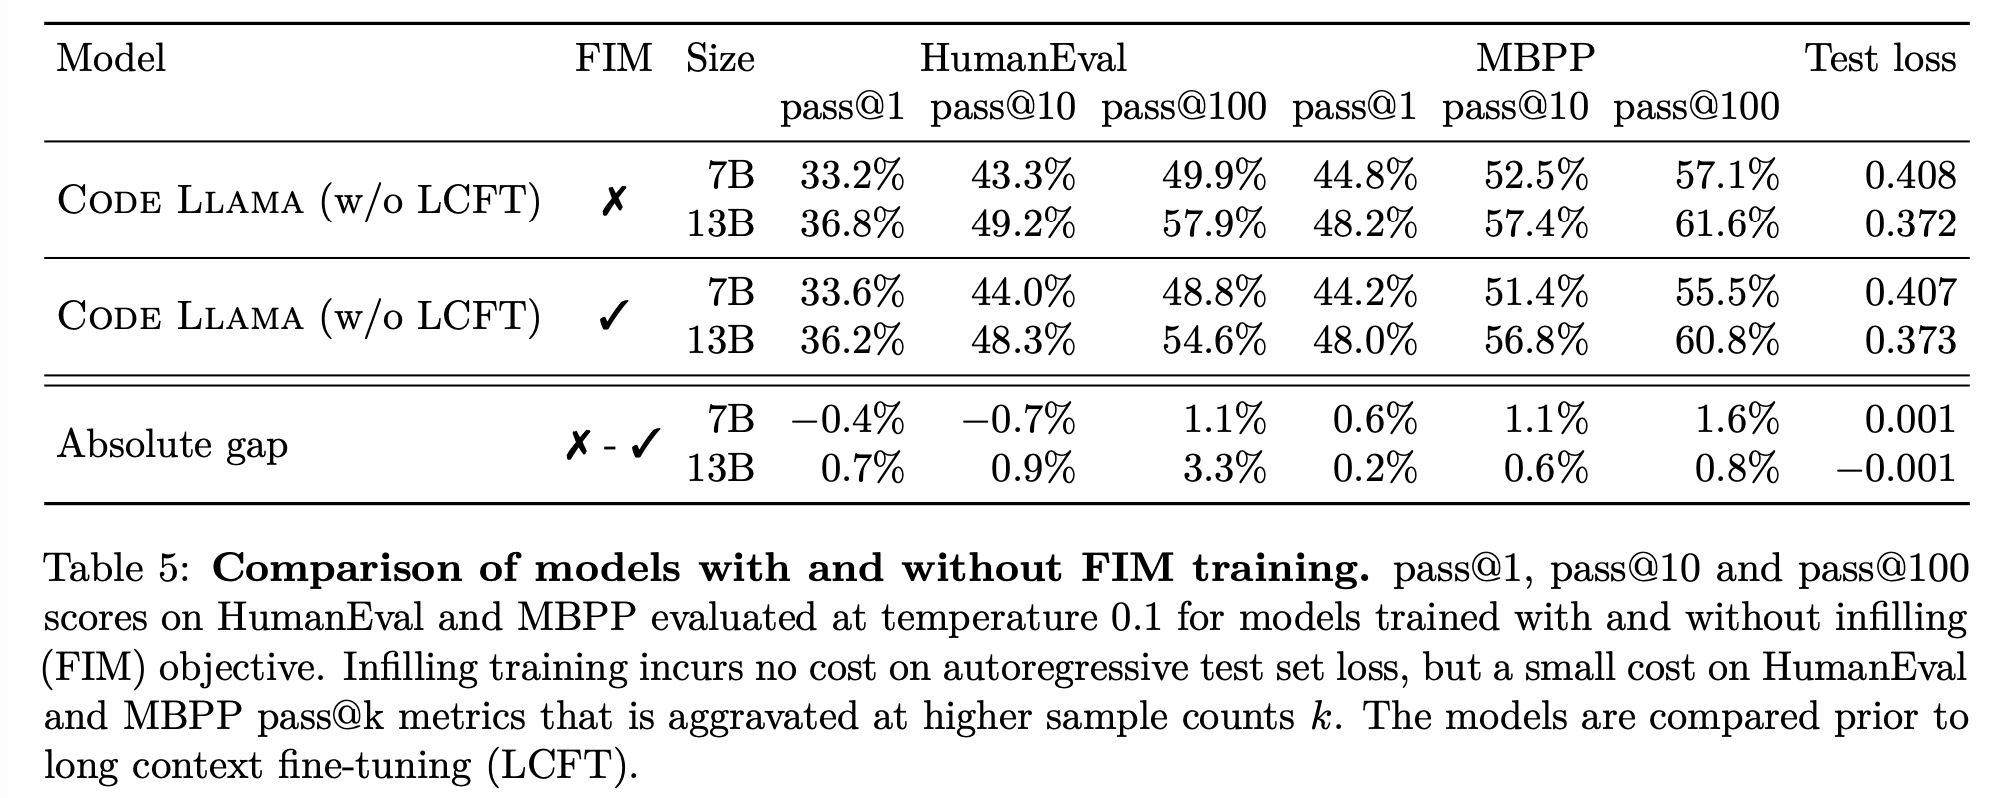 Model FIM Size HumanEval MBPP Test loss
pass@1 pass@10 pass@100 pass@1 pass@10 pass@100
7B 33.2% 43.3% 49.9% 44.8% 52.5% 57.1% 0.408
CODE LLAMA (w/o LCFT) ✗
13B 36.8% 49.2% 57.9% 48.2% 57.4% 61.6% 0.372
7B 33.6% 44.0% 48.8% 44.2% 51.4% 55.5% 0.407
CODE LLAMA (w/o LCFT) ✓
13B 36.2% 48.3% 54.6% 48.0% 56.8% 60.8% 0.373
7B −0.4% −0.7% 1.1% 0.6% 1.1% 1.6% 0.001
Absolute gap ✗ - ✓
13B 0.7% 0.9% 3.3% 0.2% 0.6% 0.8% −0.001
Table 5: Comparison of models with and without FIM training. pass@1, pass@10 and pass@100
scores on HumanEval and MBPP evaluated at temperature 0.1 for models trained with and without infilling
(FIM) objective. Infilling training incurs no cost on autoregressive test set loss, but a small cost on HumanEval
and MBPP pass@k metrics that is aggravated at higher sample counts k. The models are compared prior to
long context fine-tuning (LCFT).